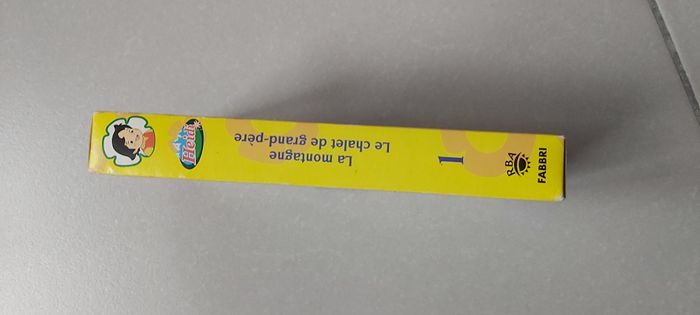 Heidi
La montagne
Le chalet de grand-père
1
RBA
FABBRI